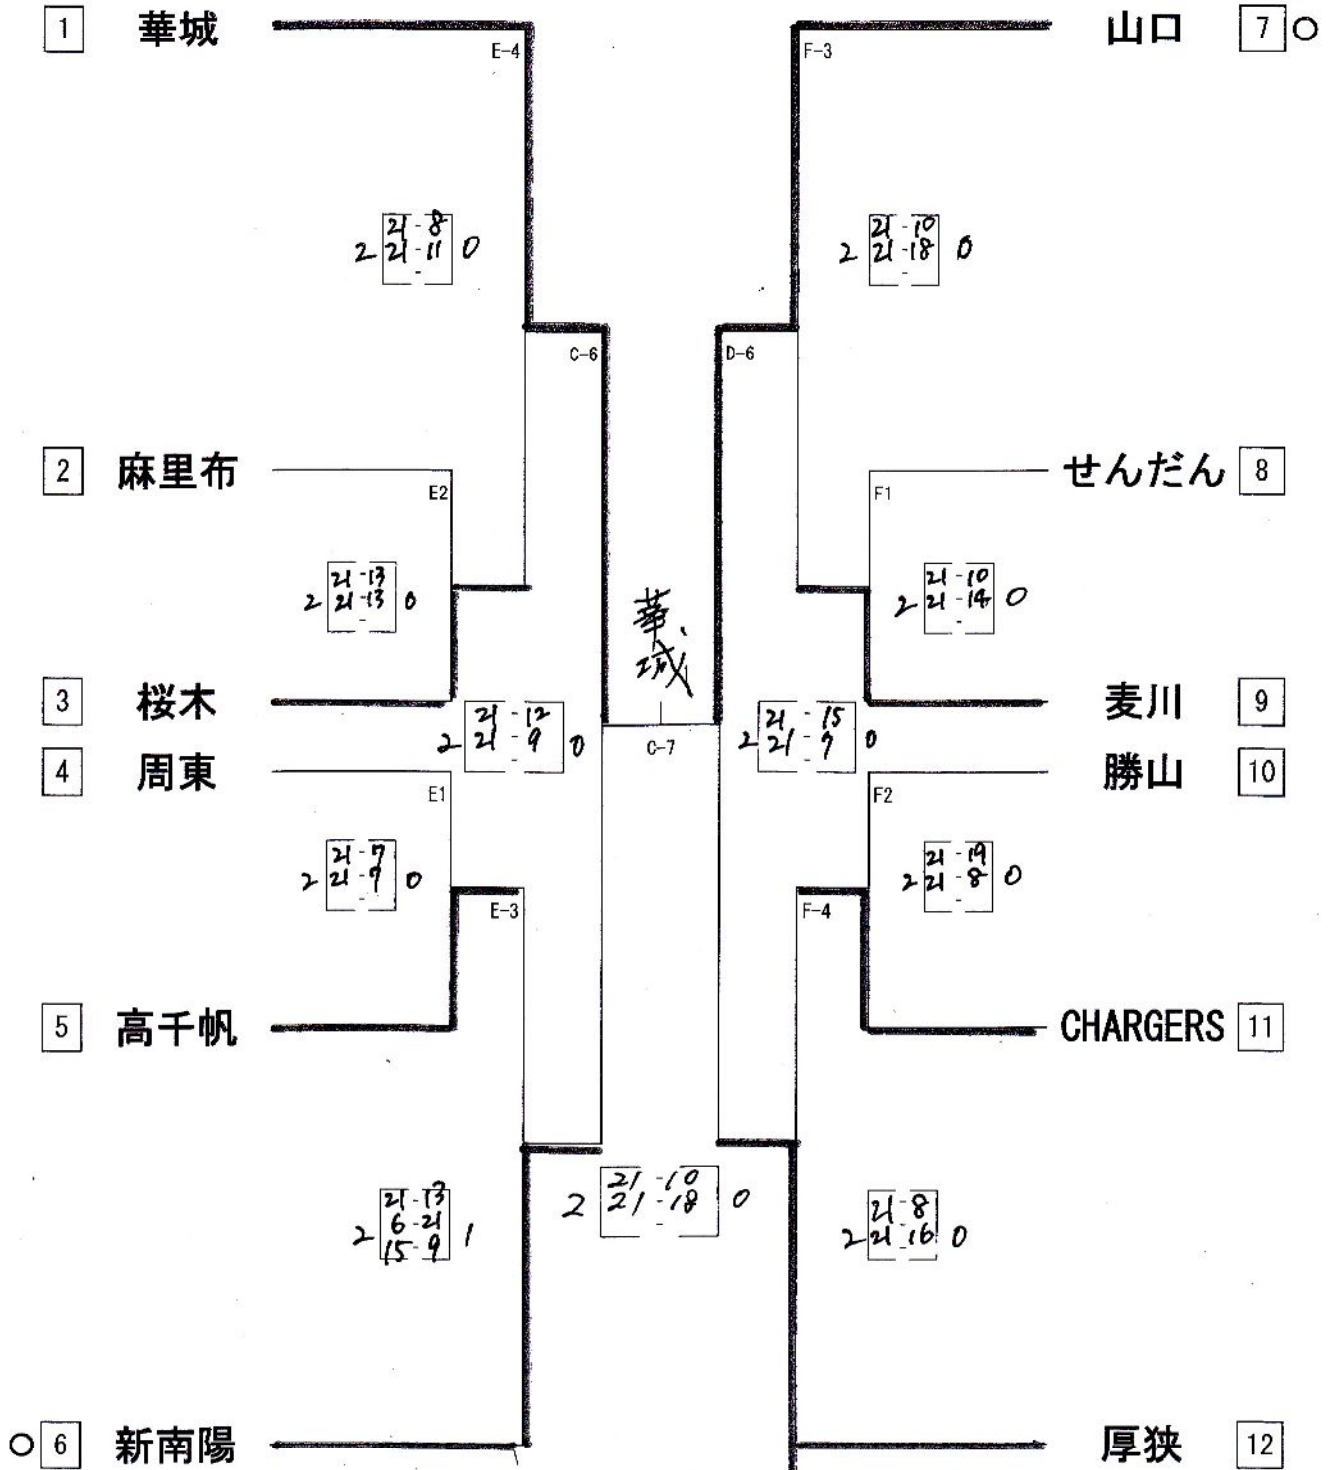 1 華城
山口 7 ○
E-4
F-3
21-8
2 21-11 0
-
21-10
2 21-18 0
-
C-6
D-6
2 麻里布
せんだん 8
E2
F1
21-13
2 21-13 0
-
21-10
2 21-14 0
-
華城
3 桜木
麦川 9
21-12
2 21-9 0
-
C-7
21-15
2 21-7 0
-
4 周東
勝山 10
E1
F2
21-7
2 21-7 0
-
21-19
2 21-8 0
-
E-3
F-4
5 高千帆
CHARGERS 11
21-13
2 6-21 1
15-9
21-10
2 21-18 0
-
21-8
2 21-16 0
-
○ 6 新南陽
厚狭 12